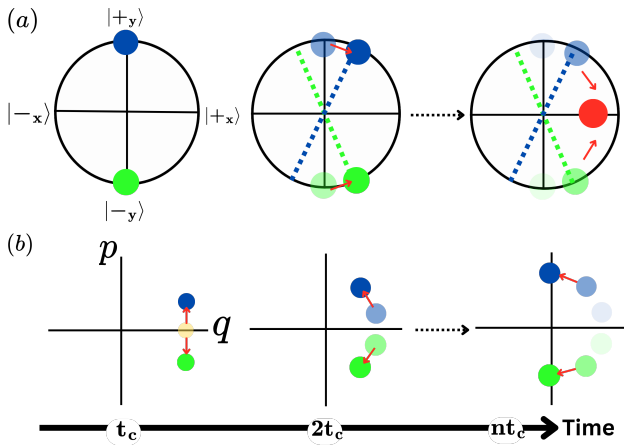 (a)
|+y⟩
|−x⟩
|+x⟩
|−y⟩
(b)
p
q
tc
2tc
ntc
Time